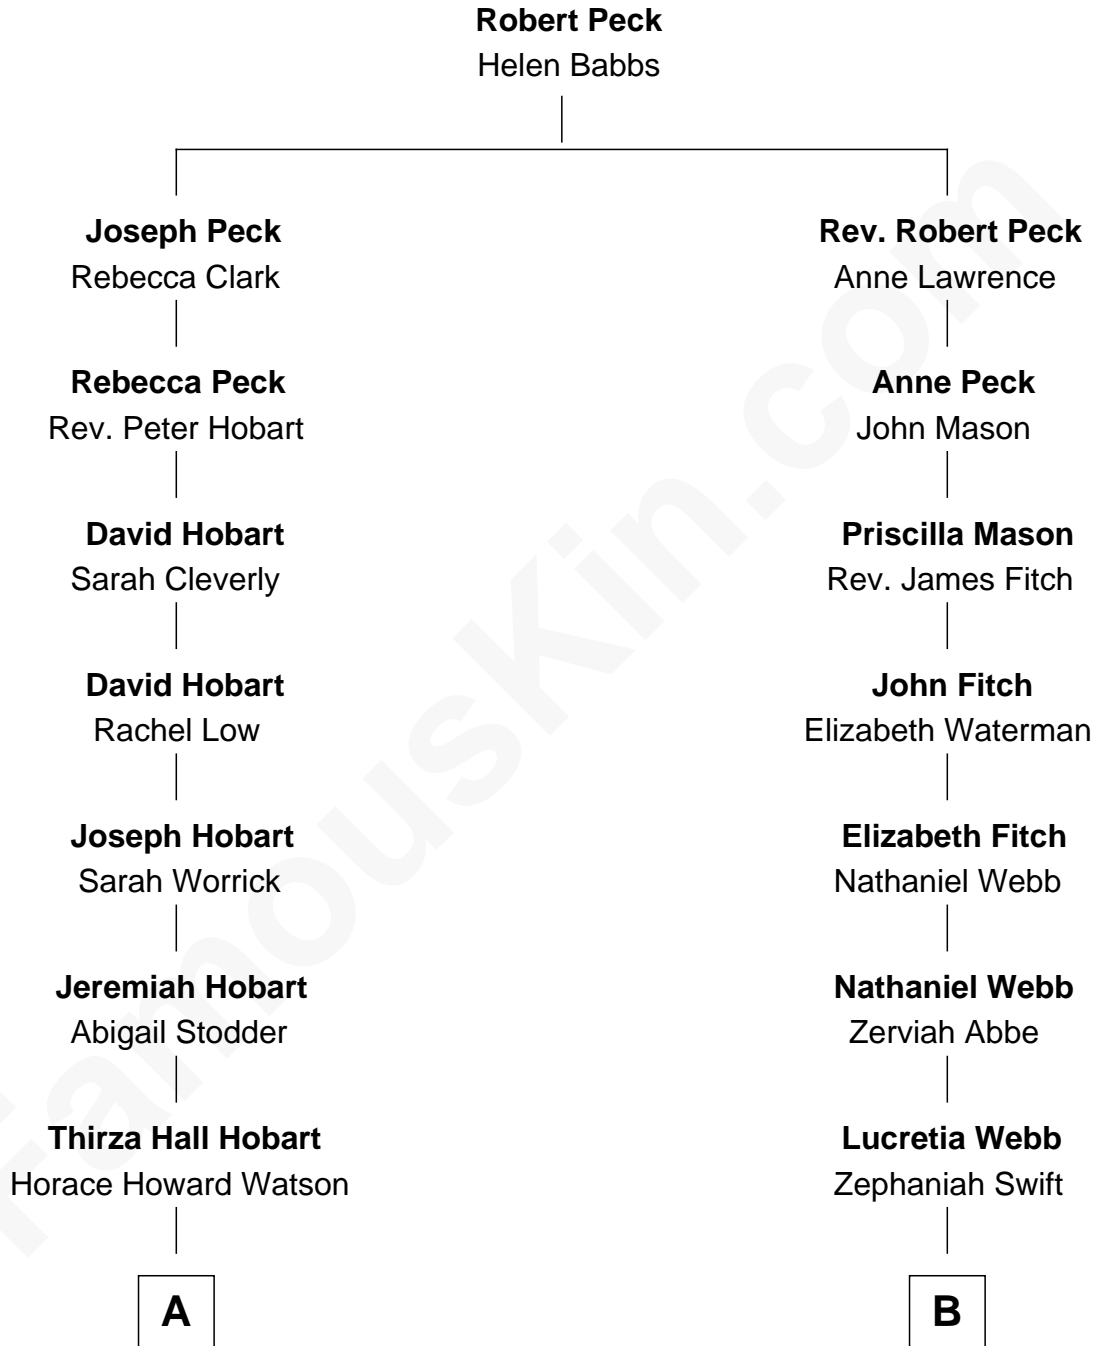 Robert Peck
Helen Babbs
Joseph Peck
Rebecca Clark
Rev. Robert Peck
Anne Lawrence
Rebecca Peck
Rev. Peter Hobart
Anne Peck
John Mason
David Hobart
Sarah Cleverly
Priscilla Mason
Rev. James Fitch
David Hobart
Rachel Low
John Fitch
Elizabeth Waterman
Joseph Hobart
Sarah Worrick
Elizabeth Fitch
Nathaniel Webb
Jeremiah Hobart
Abigail Stodder
Nathaniel Webb
Zerviah Abbe
Thirza Hall Hobart
Horace Howard Watson
Lucretia Webb
Zephaniah Swift
A
B
FamousKin.com